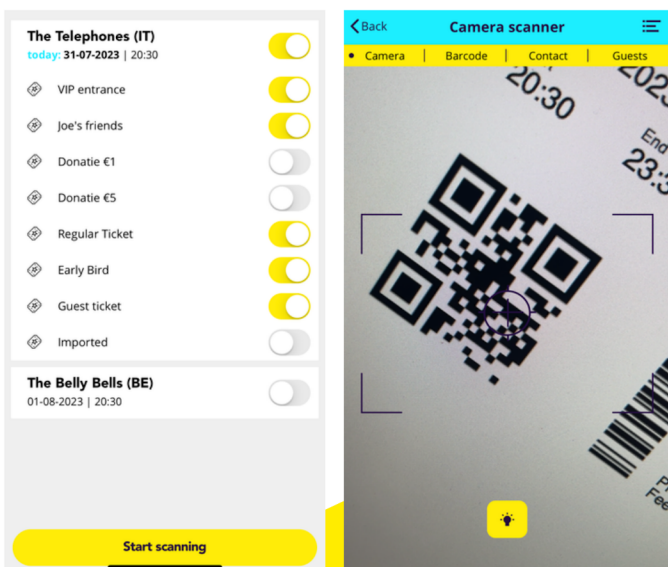 The Telephones (IT)
today: 31-07-2023 | 20:30
VIP entrance
Joe's friends
Donatie €1
Donatie €5
Regular Ticket
Early Bird
Guest ticket
Imported
The Belly Bells (BE)
01-08-2023 | 20:30
Start scanning
Back
Camera scanner
Camera | Barcode | Contact | Guests
20:30
End